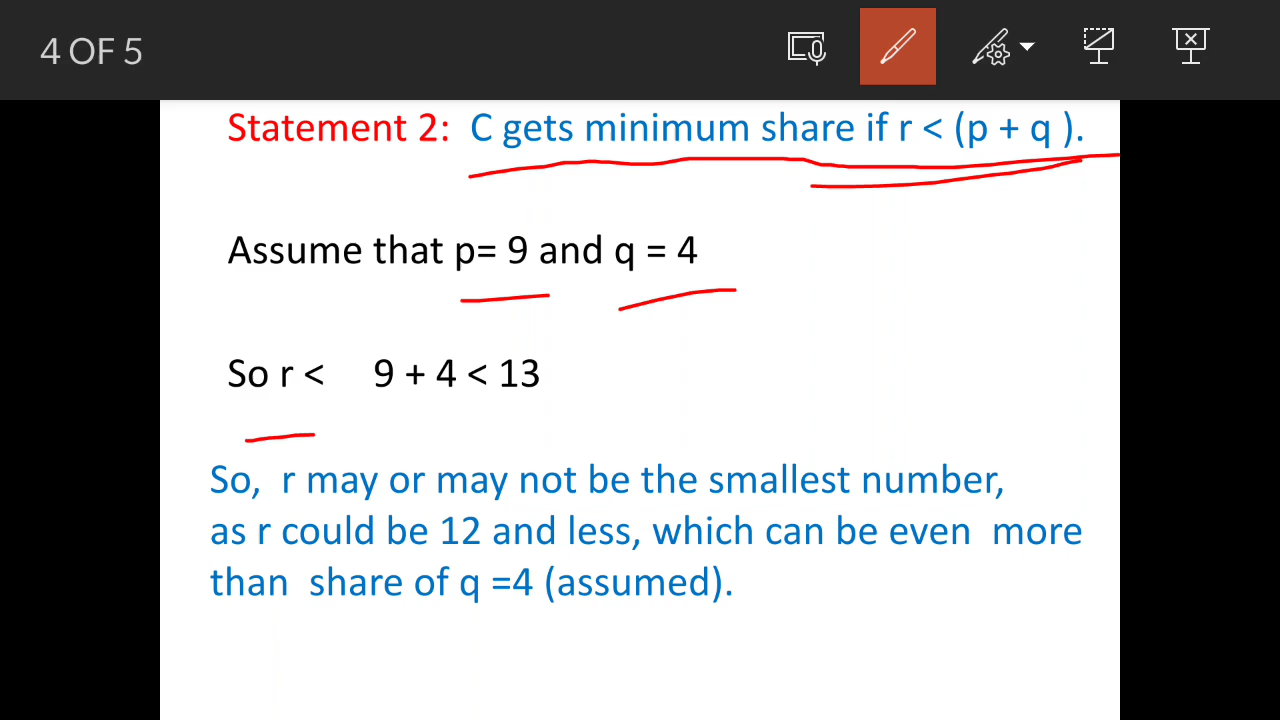 4 OF 5
Statement 2: C gets minimum share if r < (p + q ).
Assume that p= 9 and q = 4
So r < 9 + 4 < 13
So, r may or may not be the smallest number,
as r could be 12 and less, which can be even more
than share of q =4 (assumed).